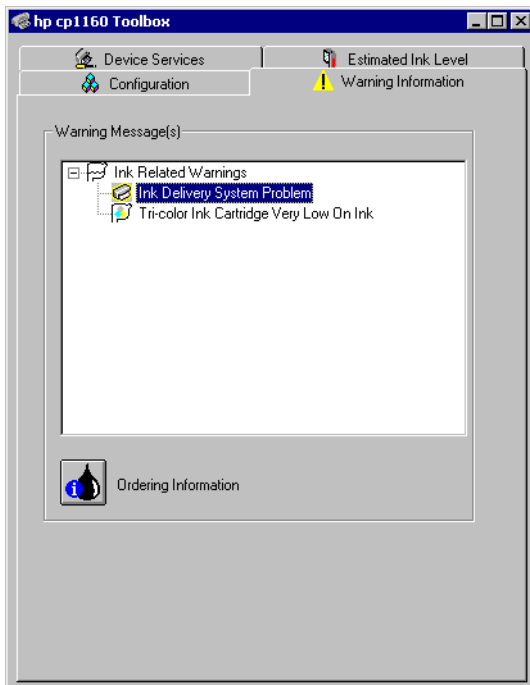 hp cp1160 Toolbox
Device Services
Estimated Ink Level
Configuration
Warning Information
Warning Message(s)
Ink Related Warnings
Ink Delivery System Problem
Tri-color Ink Cartridge Very Low On Ink
Ordering Information